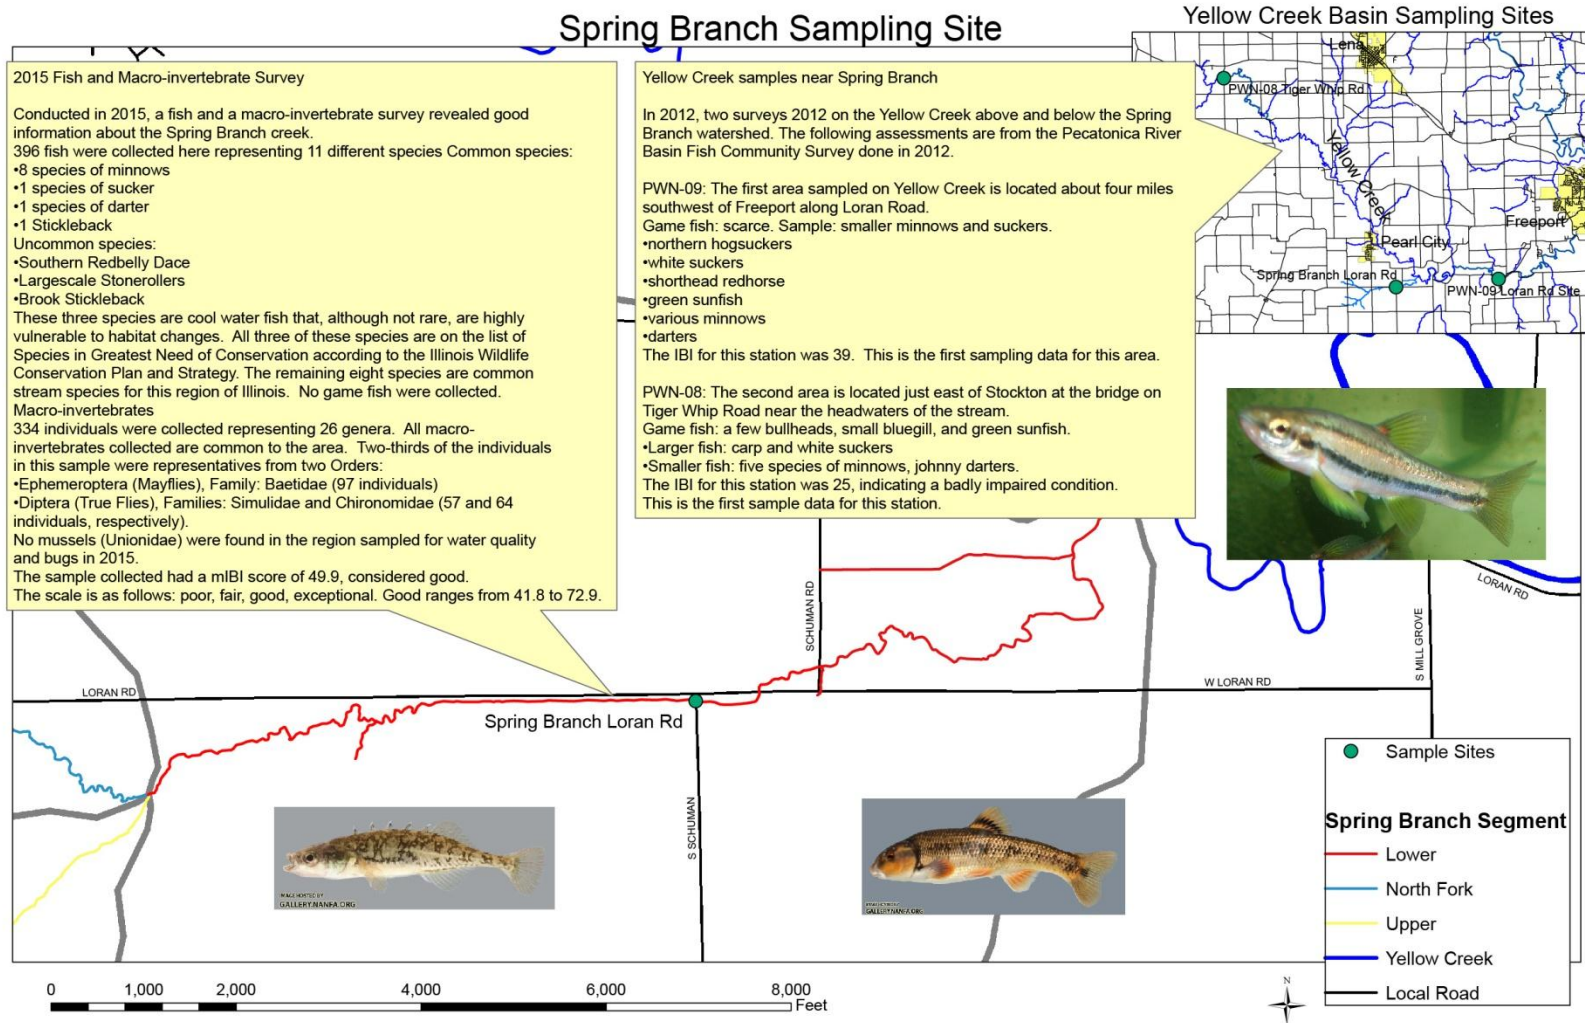 Spring Branch Sampling Site
Yellow Creek Basin Sampling Sites
2015 Fish and Macro-invertebrate Survey
Conducted in 2015, a fish and a macro-invertebrate survey revealed good
information about the Spring Branch creek.
396 fish were collected here representing 11 different species Common species:
•8 species of minnows
•1 species of sucker
•1 species of darter
•1 Stickleback
Uncommon species:
•Southern Redbelly Dace
•Largescale Stonerollers
•Brook Stickleback
These three species are cool water fish that, although not rare, are highly
vulnerable to habitat changes. All three of these species are on the list of
Species in Greatest Need of Conservation according to the Illinois Wildlife
Conservation Plan and Strategy. The remaining eight species are common
stream species for this region of Illinois. No game fish were collected.
Macro-invertebrates
334 individuals were collected representing 26 genera. All macro-
invertebrates collected are common to the area. Two-thirds of the individuals
in this sample were representatives from two Orders:
•Ephemeroptera (Mayflies), Family: Baetidae (97 individuals)
•Diptera (True Flies), Families: Simulidae and Chironomidae (57 and 64
individuals, respectively).
No mussels (Unionidae) were found in the region sampled for water quality
and bugs in 2015.
The sample collected had a mIBI score of 49.9, considered good.
The scale is as follows: poor, fair, good, exceptional. Good ranges from 41.8 to 72.9.
Yellow Creek samples near Spring Branch
In 2012, two surveys 2012 on the Yellow Creek above and below the Spring
Branch watershed. The following assessments are from the Pecatonica River
Basin Fish Community Survey done in 2012.
PWN-09: The first area sampled on Yellow Creek is located about four miles
southwest of Freeport along Loran Road.
Game fish: scarce. Sample: smaller minnows and suckers.
•northern hogsuckers
•white suckers
•shorthead redhorse
•green sunfish
•various minnows
•darters
The IBI for this station was 39. This is the first sampling data for this area.
PWN-08: The second area is located just east of Stockton at the bridge on
Tiger Whip Road near the headwaters of the stream.
Game fish: a few bullheads, small bluegill, and green sunfish.
•Larger fish: carp and white suckers
•Smaller fish: five species of minnows, johnny darters.
The IBI for this station was 25, indicating a badly impaired condition.
This is the first sample data for this station.
Lena
PWN-08 Tiger Whip Rd
Yellow Creek
Freeport
Pearl City
Spring Branch Loran Rd
PWN-09 Loran Rd Site
LORAN RD
S MILL GROVE
SCHUMAN RD
LORAN RD
W LORAN RD
Spring Branch Loran Rd
S SCHUMAN
IMAGE HOSTED BY
GALLERY.NANFA.ORG
IMAGE HOSTED BY
GALLERY.NANFA.ORG
Sample Sites
Spring Branch Segment
Lower
North Fork
Upper
Yellow Creek
Local Road
0 1,000 2,000 4,000 6,000 8,000
Feet
N